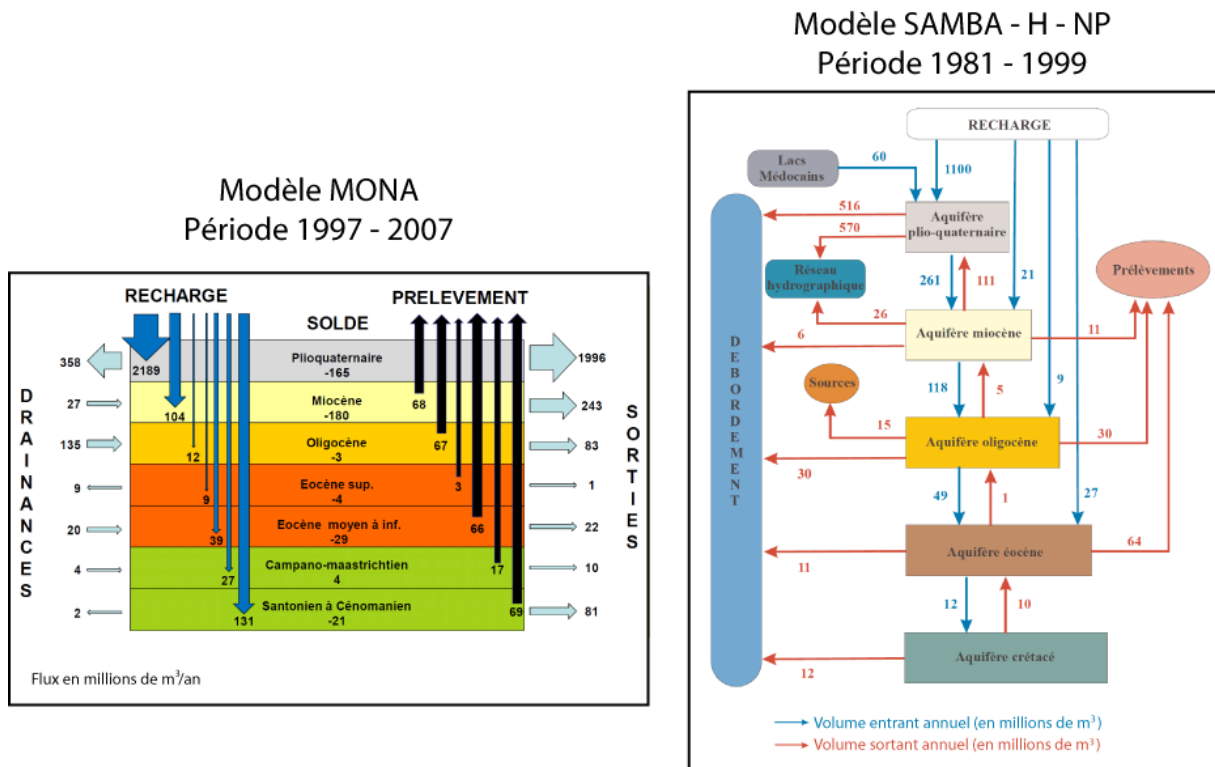 Modèle MONA
Période 1997 - 2007
RECHARGE
PRELEVEMENT
SOLDE
DRAINANCES
SORTIES
358
2189
Plioquaternaire
-165
1996
27
104
Miocène
-180
68
243
135
12
Oligocène
-3
67
83
9
9
Eocène sup.
-4
3
1
20
39
Eocène moyen à inf.
-29
66
22
4
27
Campano-maastrichtien
4
17
10
2
131
Santonien à Cénomanien
-21
69
81
Flux en millions de m³/an
Modèle SAMBA - H - NP
Période 1981 - 1999
RECHARGE
Lacs
Médocains
60
1100
516
Aquifère
plio-quaternaire
570
Réseau
hydrographique
261
111
21
Prélèvements
26
6
Aquifère miocène
11
Sources
118
5
9
15
Aquifère oligocène
30
30
49
1
27
Aquifère éocène
64
11
12
10
Aquifère crétacé
12
DEBORDEMENT
Volume entrant annuel (en millions de m³)
Volume sortant annuel (en millions de m³)